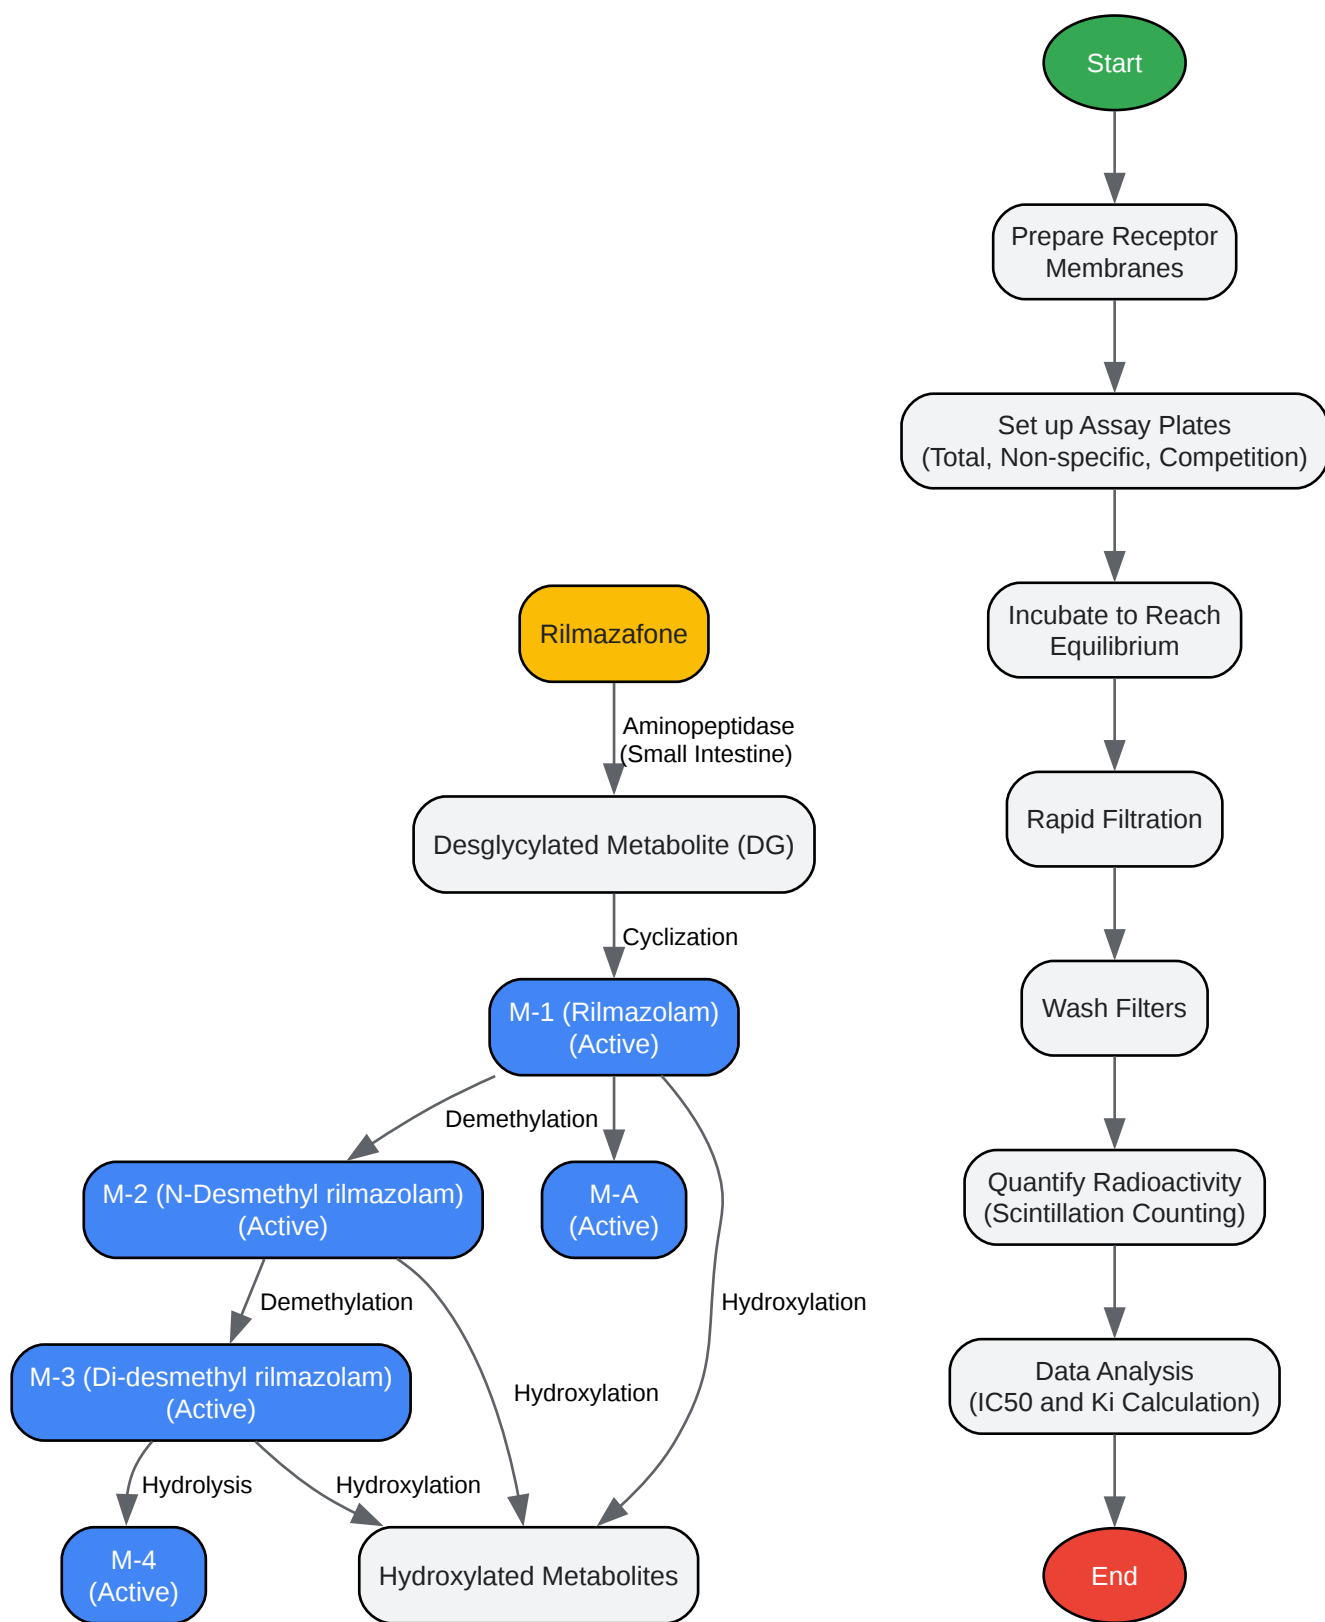 Rilmazafone
Aminopeptidase
(Small Intestine)
Desglycylated Metabolite (DG)
Cyclization
M-1 (Rilmazolam)
(Active)
Demethylation
M-2 (N-Desmethyl rilmazolam)
(Active)
M-A
(Active)
Hydroxylation
Demethylation
M-3 (Di-desmethyl rilmazolam)
(Active)
Hydroxylation
Hydrolysis
Hydroxylation
M-4
(Active)
Hydroxylated Metabolites
Start
Prepare Receptor
Membranes
Set up Assay Plates
(Total, Non-specific, Competition)
Incubate to Reach
Equilibrium
Rapid Filtration
Wash Filters
Quantify Radioactivity
(Scintillation Counting)
Data Analysis
(IC50 and Ki Calculation)
End